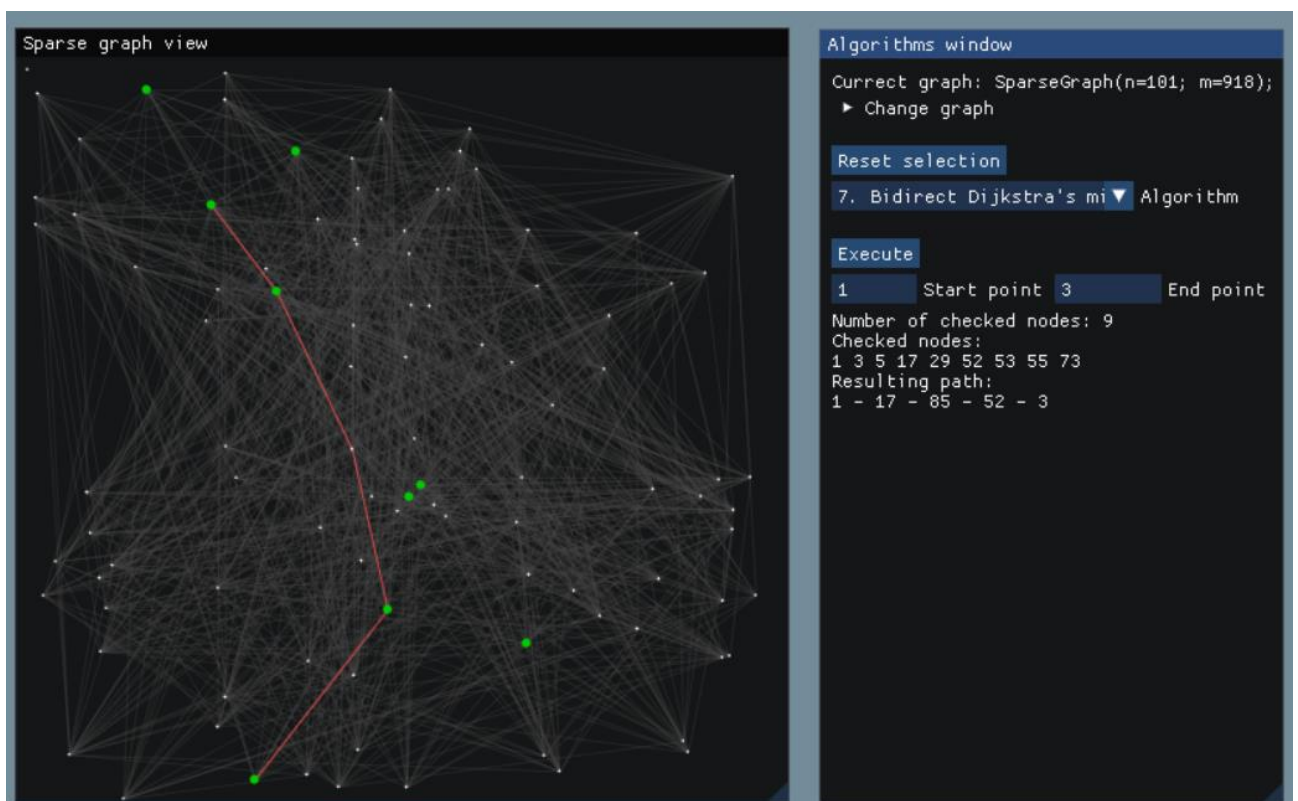 Sparse graph view
Algorithms window
Currect graph: SparseGraph(n=101; m=918);
Change graph
Reset selection
7. Bidirect Dijkstra's mi
Algorithm
Execute
1 Start point 3 End point
Number of checked nodes: 9
Checked nodes:
1 3 5 17 29 52 53 55 73
Resulting path:
1 - 17 - 85 - 52 - 3